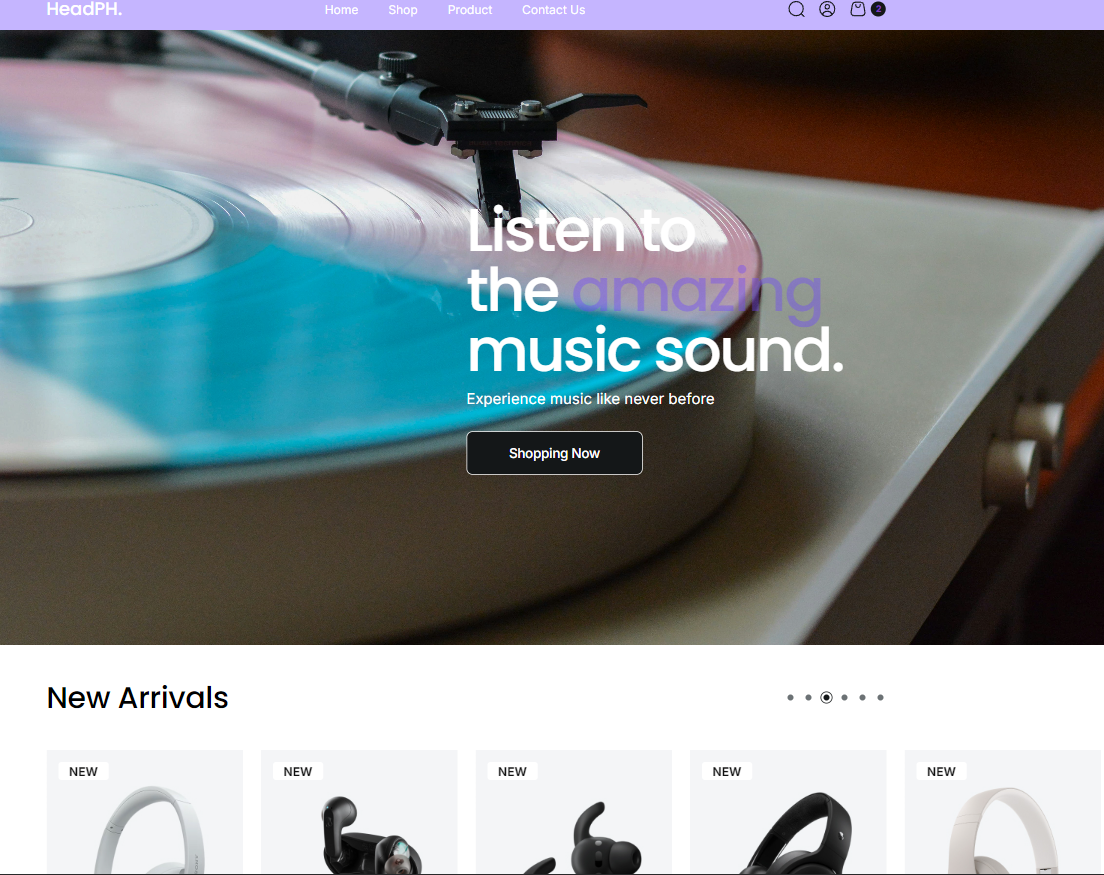 HeadPH.
Home Shop Product Contact Us
2
Listen to
the amazing
music sound.
Experience music like never before
Shopping Now
New Arrivals
NEW NEW NEW NEW NEW